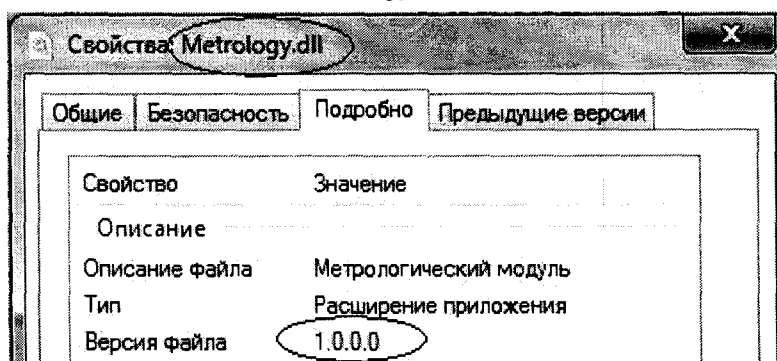 Свойства: Metrology.dll
Общие Безопасность Подробно Предыдущие версии
Свойство Значение
Описание
Описание файла Метрологический модуль
Тип Расширение приложения
Версия файла 1.0.0.0